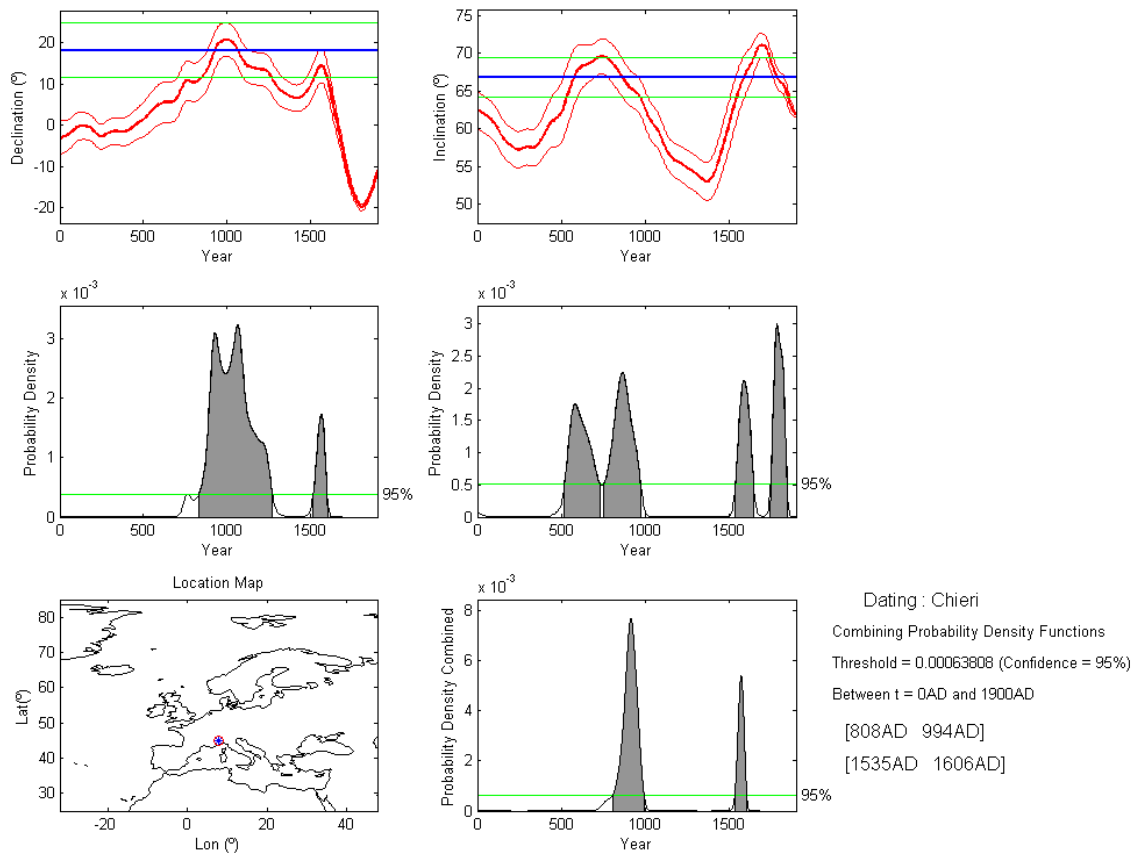 20
10
0
-10
-20
Declination (º)
0 500 1000 1500
Year
75
70
65
60
55
50
Inclination (º)
0 500 1000 1500
Year
x 10⁻³
3
2
1
0
Probability Density
95%
0 500 1000 1500
Year
x 10⁻³
3
2.5
2
1.5
1
0.5
0
Probability Density
95%
0 500 1000 1500
Year
Location Map
80
70
60
50
40
30
Lat(º)
-20 0 20 40
Lon (º)
x 10⁻³
8
6
4
2
0
Probability Density Combined
95%
0 500 1000 1500
Year
Dating : Chieri
Combining Probability Density Functions
Threshold = 0.00063808 (Confidence = 95%)
Between t = 0AD and 1900AD
[808AD 994AD]
[1535AD 1606AD]